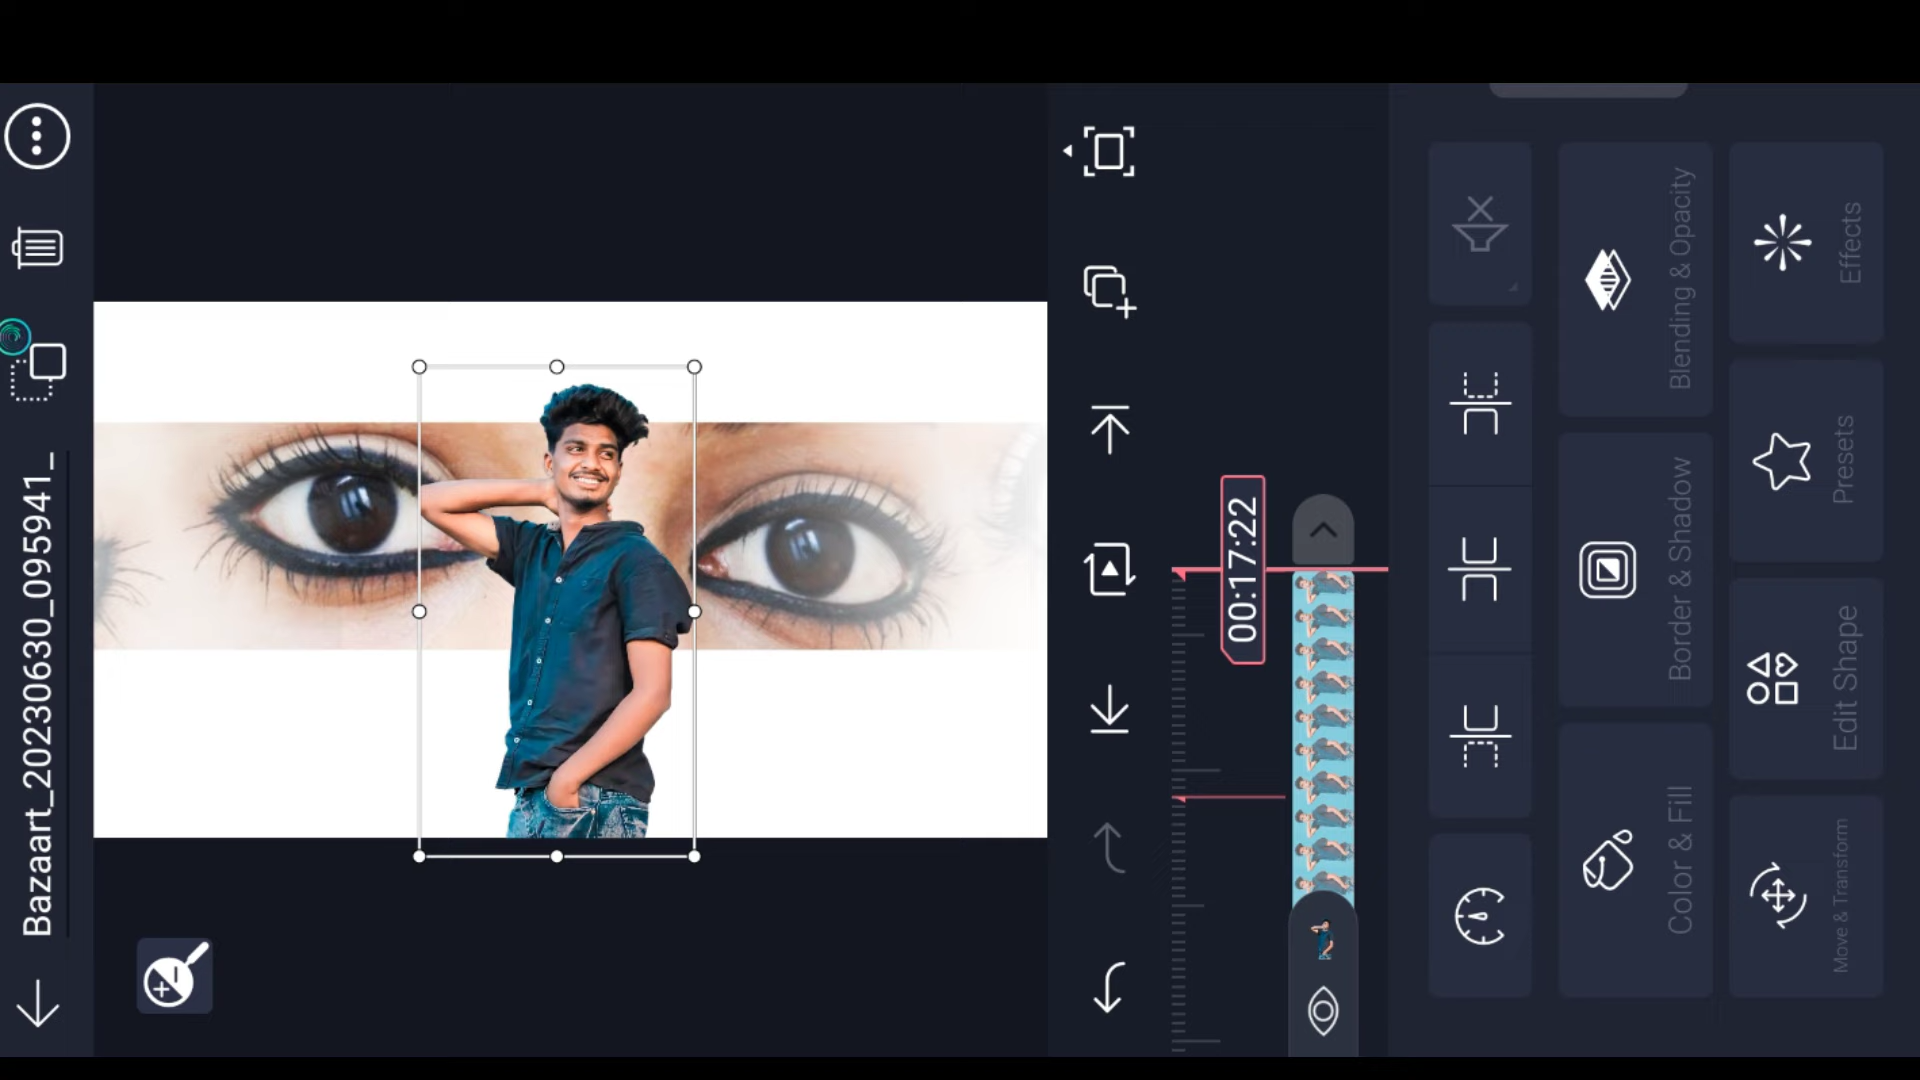 Bazaart_20230630_095941_
00:17:22
Color & Fill
Border & Shadow
Blending & Opacity
Move & Transform
Edit Shape
Presets
Effects